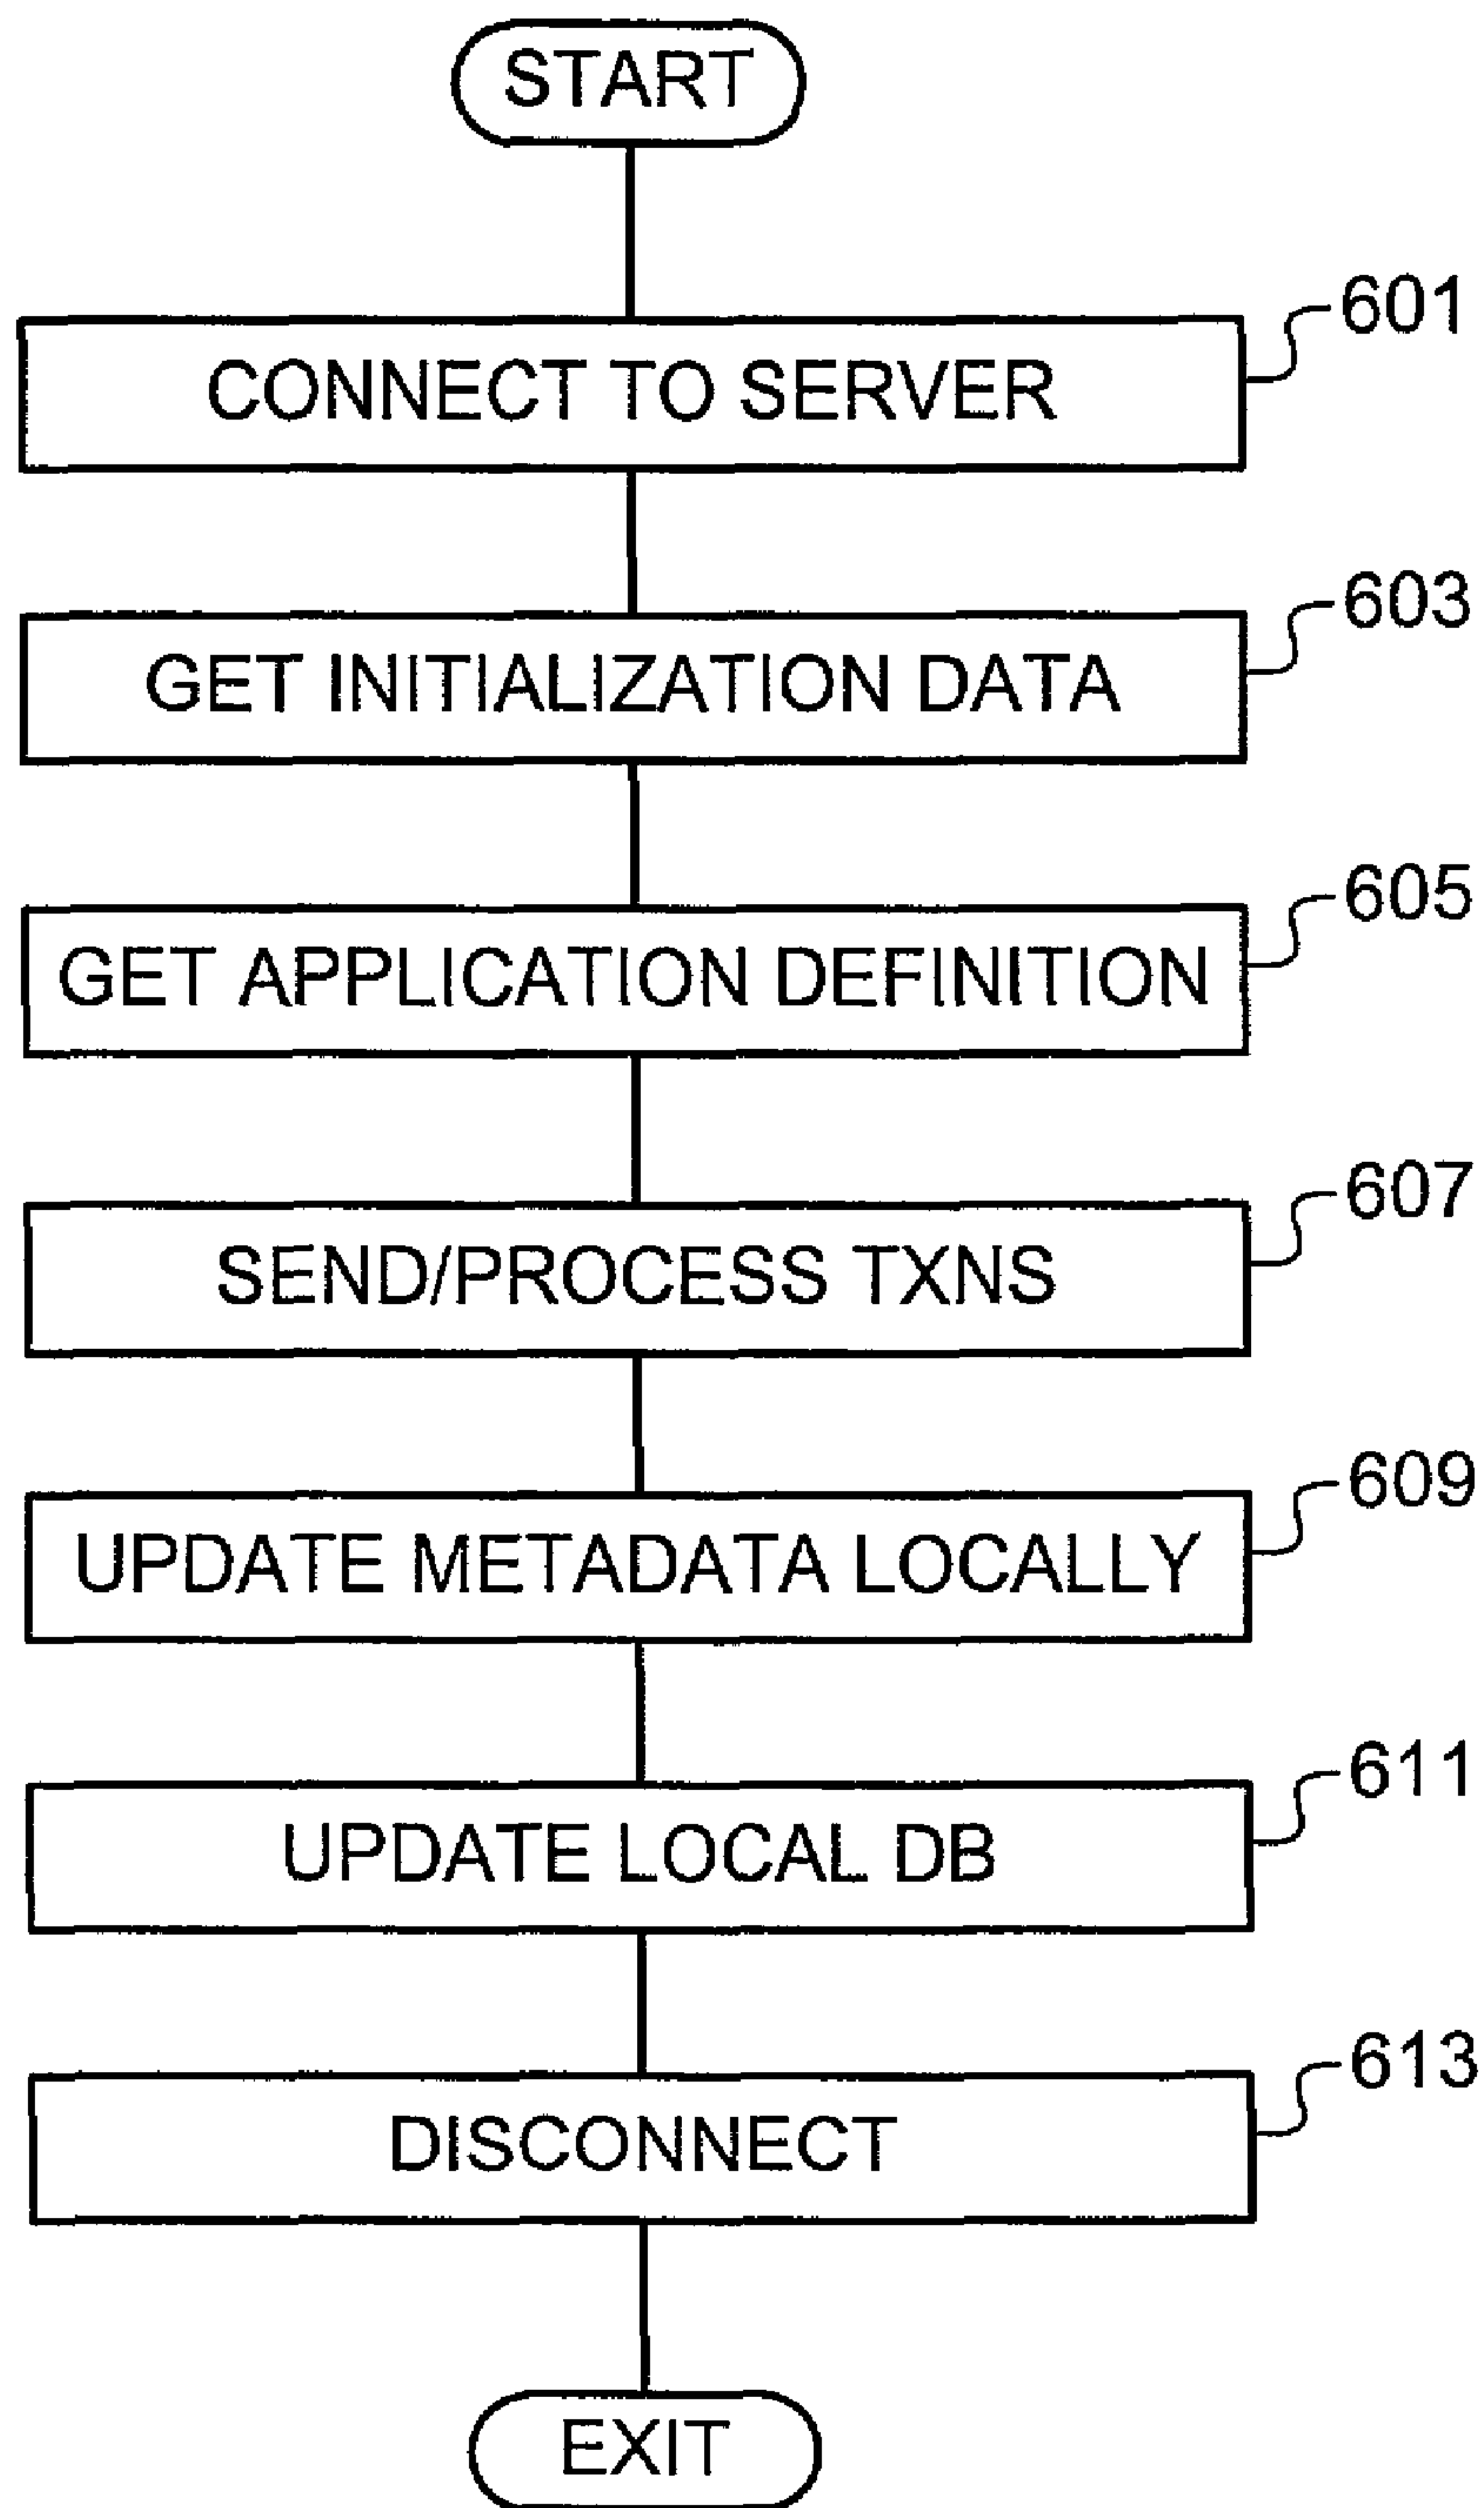 START
601
CONNECT TO SERVER
603
GET INITIALIZATION DATA
605
GET APPLICATION DEFINITION
607
SEND/PROCESS TXNS
609
UPDATE METADATA LOCALLY
611
UPDATE LOCAL DB
613
DISCONNECT
EXIT